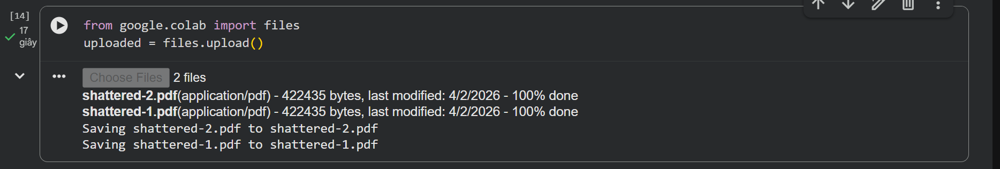 [14]
17
giây
from google.colab import files
uploaded = files.upload()
Choose Files 2 files
shattered-2.pdf(application/pdf) - 422435 bytes, last modified: 4/2/2026 - 100% done
shattered-1.pdf(application/pdf) - 422435 bytes, last modified: 4/2/2026 - 100% done
Saving shattered-2.pdf to shattered-2.pdf
Saving shattered-1.pdf to shattered-1.pdf